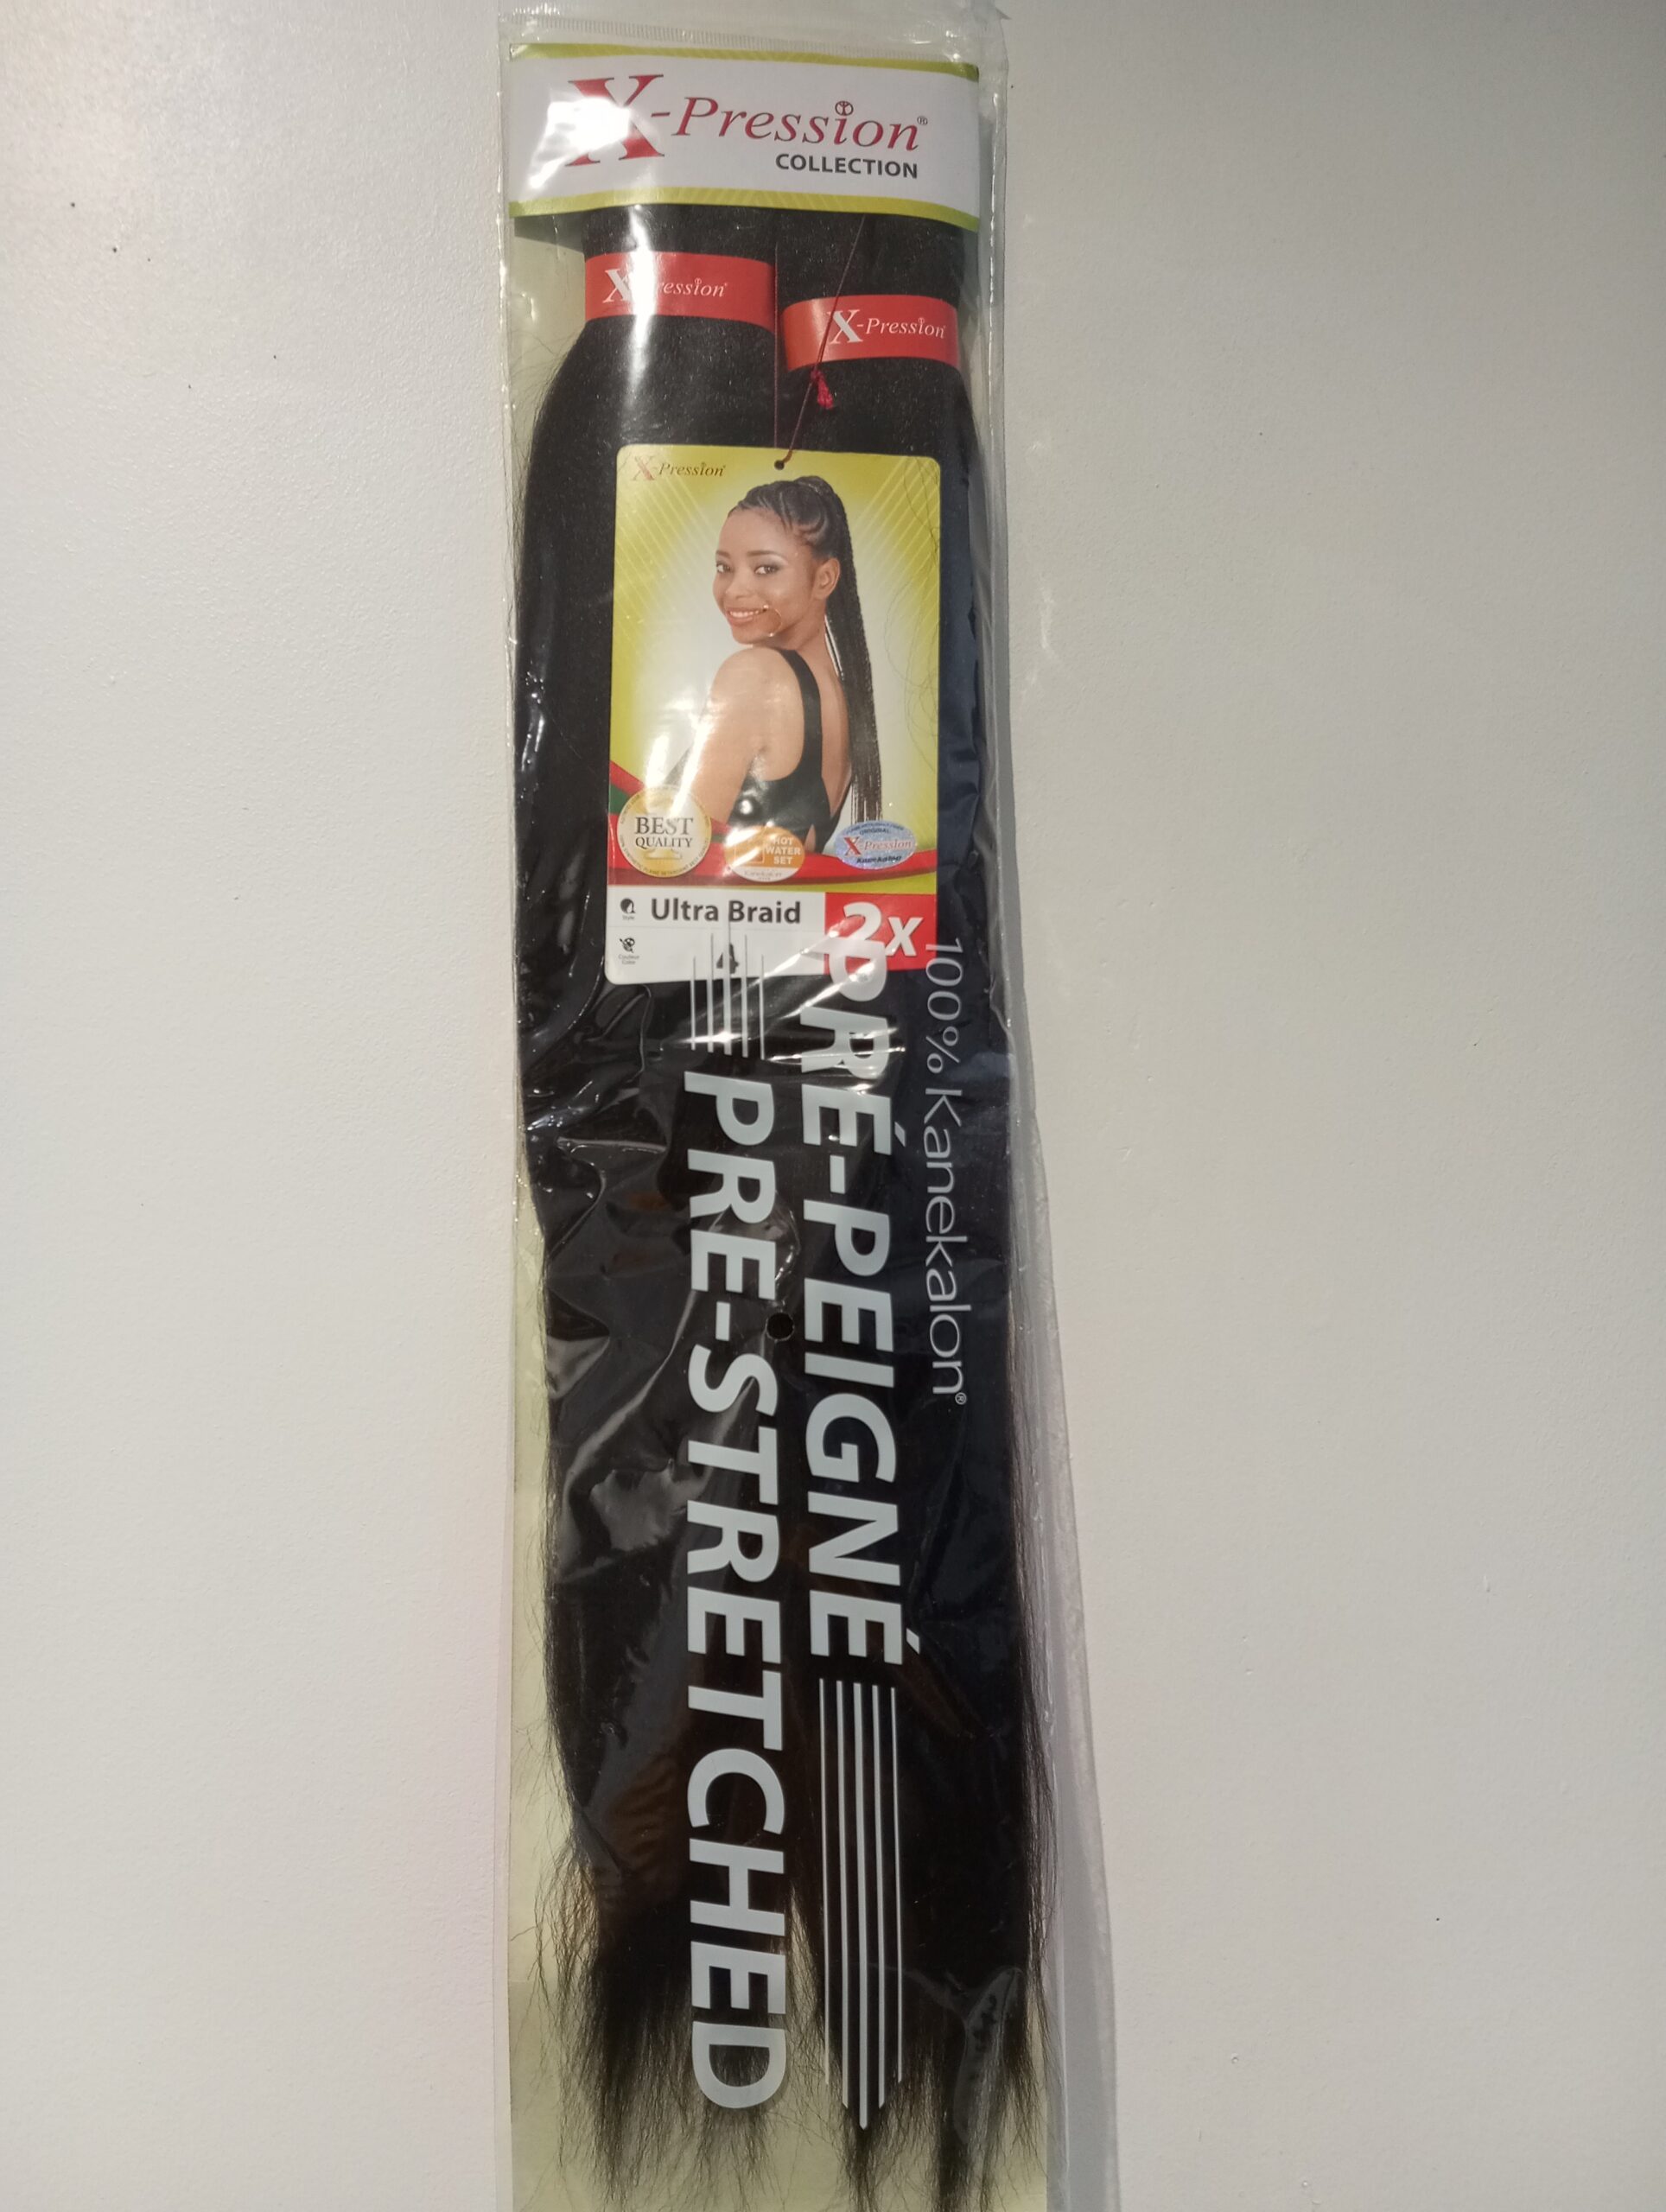 X-Pression®
COLLECTION
X-Pression
X-Pression
X-Pression
BEST
QUALITY
HOT
WATER
SET
ORIGINAL
X-Pression
Ultra Braid
2x
4
100% Kanekalon®
PRÉ-PEIGNÉ
PRE-STRETCHED